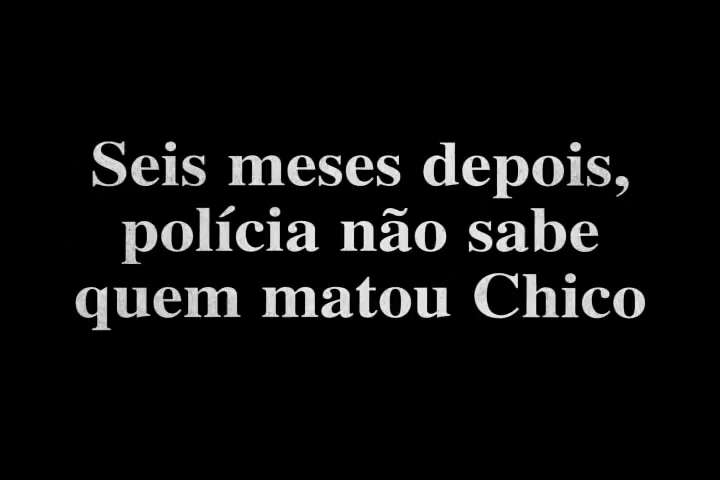 Seis meses depois,
polícia não sabe
quem matou Chico